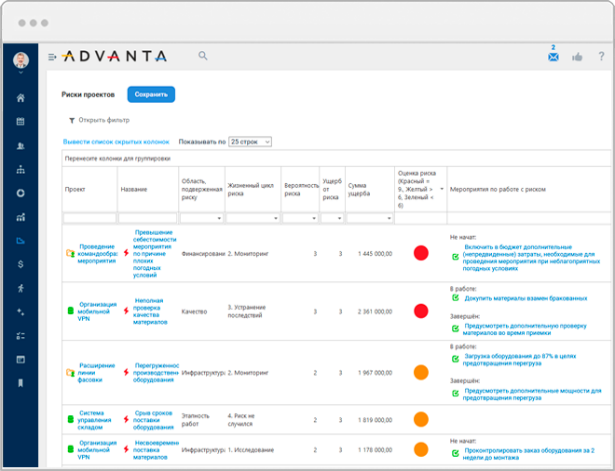 ADVANTA
2
?
Риски проектов
Сохранить
Открыть фильтр
Вывести список скрытых колонок Показывать по 25 строк
Перенесите колонки для группировки
Проект
Название
Область, подверженная риску
Жизненный цикл риска
Вероятность риска
Ущерб от риска
Сумма ущерба
Оценка риска (Красный = 9, Желтый = 6, Зеленый < 6)
Мероприятия по работе с риском
Проведение командообра мероприятия
Превышение себестоимости мероприятия по причине плохих погодных условий
Финансирование 2. Мониторинг 3 3 1 445 000,00
Не начат:
Включить в бюджет дополнительные
(непредвиденные) затраты, необходимые для
проведения мероприятия при неблагоприятных
погодных условиях
Организация мобильной VPN
Неполная проверка качества материалов
Качество
3. Устранение последствий
3 3 2 361 000,00
В работе:
Докупить материалы взамен бракованных
Завершён:
Предусмотреть дополнительную проверку
материалов во время приемки
Расширение линии фасовки
Перегруженнос производственн оборудования
Инфраструктур 2. Мониторинг 2 3 1 967 000,00
В работе:
Загрузка оборудования до 87% в целях
предотвращения перегруза
Завершён:
Предусмотреть дополнительные мощности для
предотвращения перегруза
Система управления складом
Срыв сроков поставки оборудования
Этапность работ
4. Риск не случился
2 3 1 819 000,00
Организация мобильной VPN
Несвоевремен поставка материалов
Инфраструктур 1. Исследование 2 3 1 178 000,00
Не начат:
Проконтролировать заказ оборудования за 2
недели до монтажа